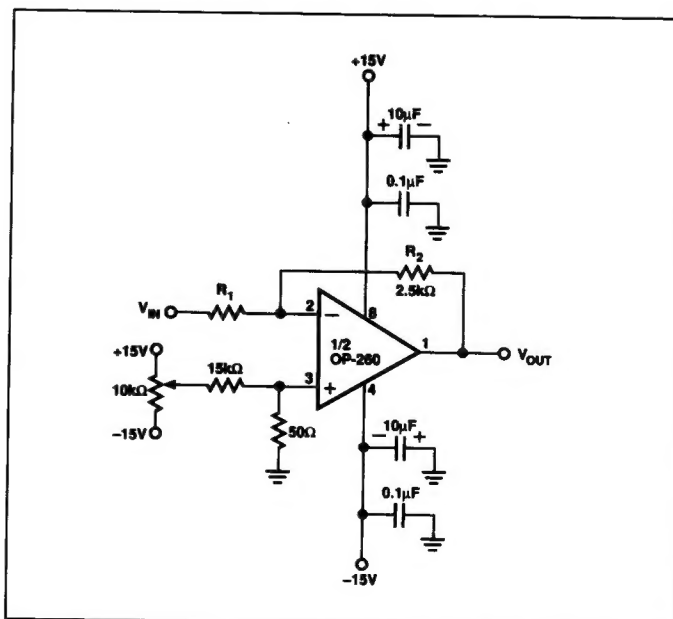 +15V
+ 10µF −
0.1µF
R2
2.5kΩ
R1
VIN
2
−
8
1/2
OP-260
1
VOUT
+15V
10kΩ
−15V
15kΩ
3
+
4
50Ω
− 10µF +
0.1µF
−15V